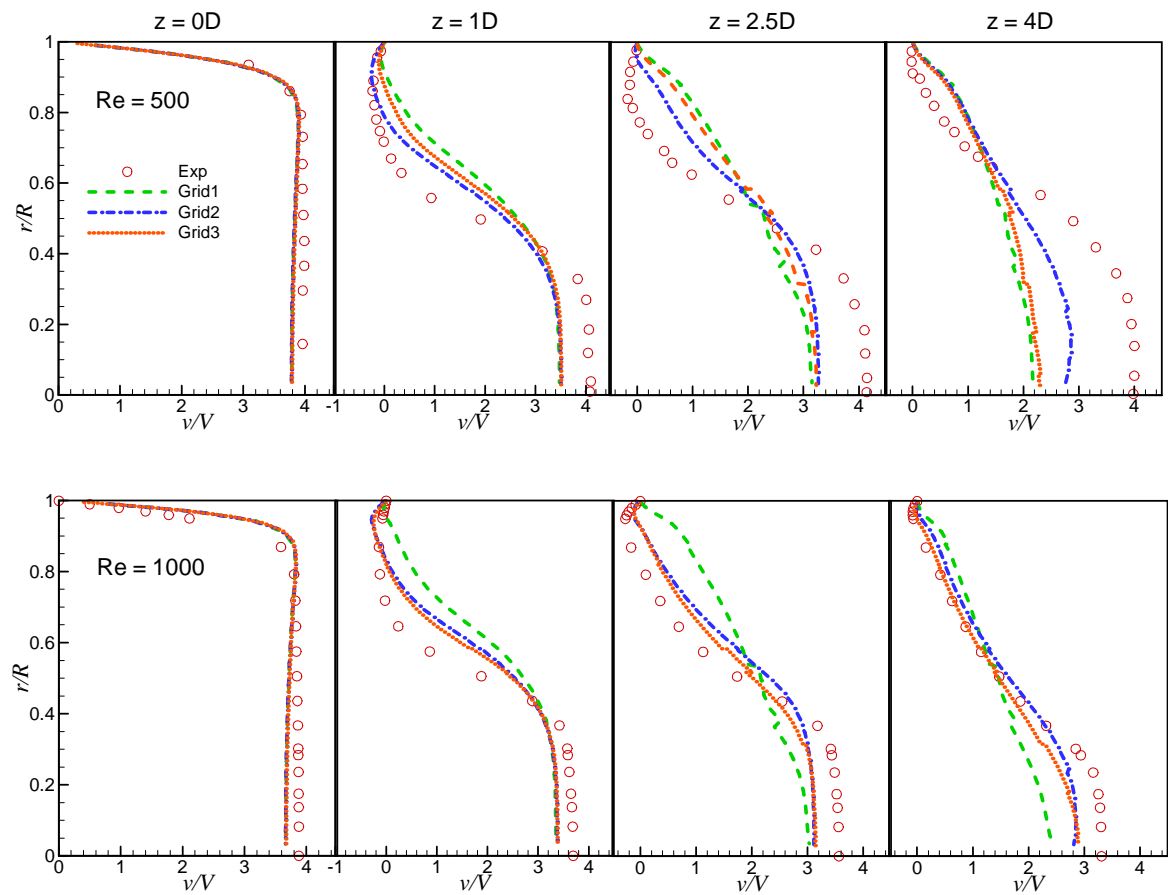 z = 0D z = 1D z = 2.5D z = 4D
1
0.8
0.6
0.4
0.2
0
r/R
Re = 500
Exp
Grid1
Grid2
Grid3
0 1 2 3 4 -1 0 1 2 3 4 0 1 2 3 4 0 1 2 3 4
v/V v/V v/V v/V
1
0.8
0.6
0.4
0.2
0
r/R
Re = 1000
0 1 2 3 4 -1 0 1 2 3 4 0 1 2 3 4 0 1 2 3 4
v/V v/V v/V v/V